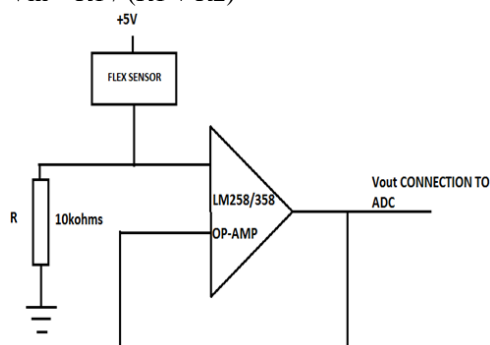 +5V
FLEX SENSOR
LM258/358
OP-AMP
Vout CONNECTION TO
ADC
R
10kohms